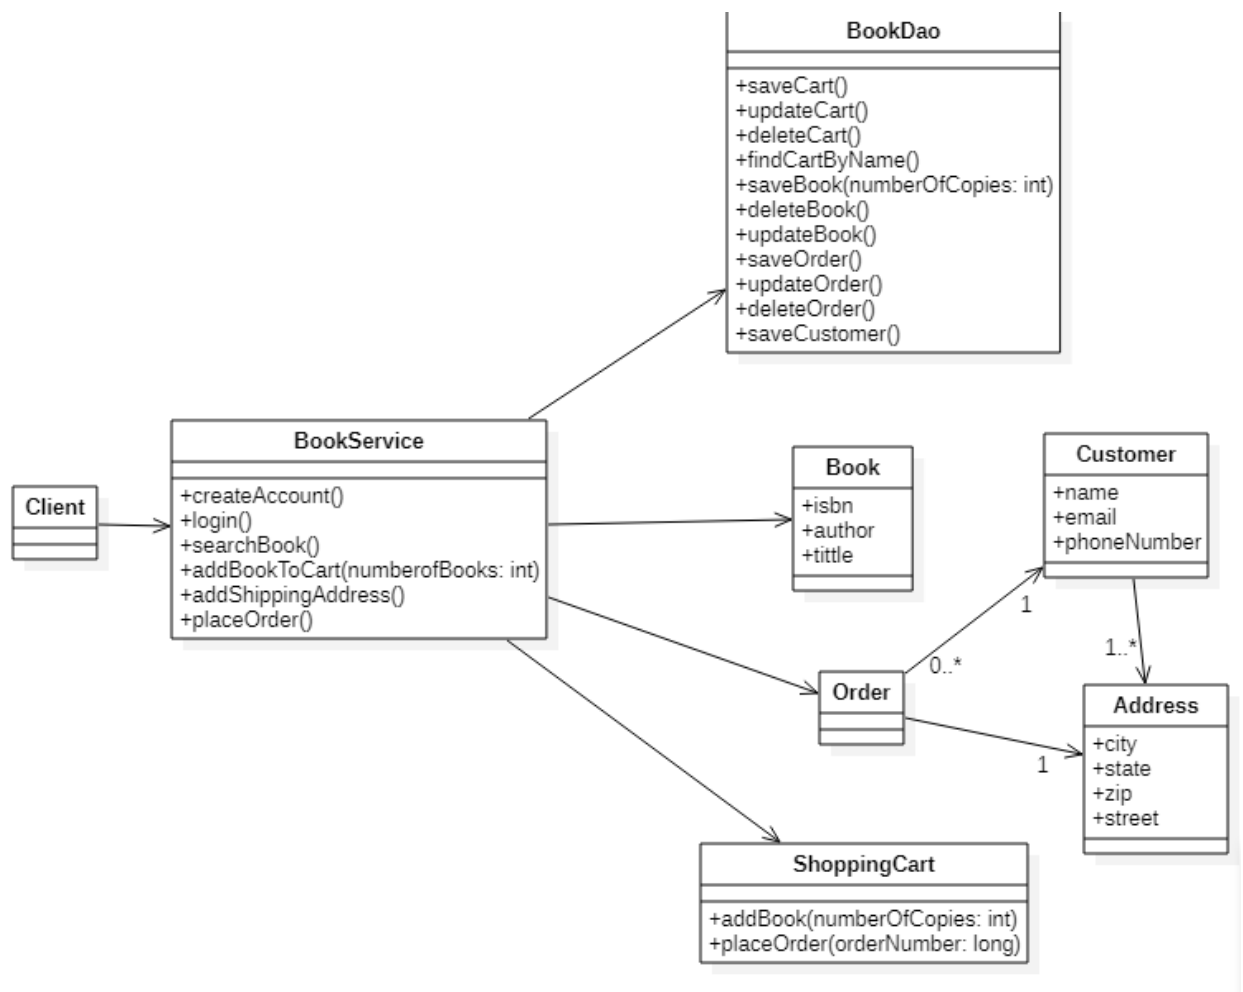 BookDao
+saveCart()
+updateCart()
+deleteCart()
+findCartByName()
+saveBook(numberOfCopies: int)
+deleteBook()
+updateBook()
+saveOrder()
+updateOrder()
+deleteOrder()
+saveCustomer()
BookService
+createAccount()
+login()
+searchBook()
+addBookToCart(numberofBooks: int)
+addShippingAddress()
+placeOrder()
Client
Book
+isbn
+author
+tittle
Customer
+name
+email
+phoneNumber
1
0..*
1..*
Order
1
Address
+city
+state
+zip
+street
ShoppingCart
+addBook(numberOfCopies: int)
+placeOrder(orderNumber: long)